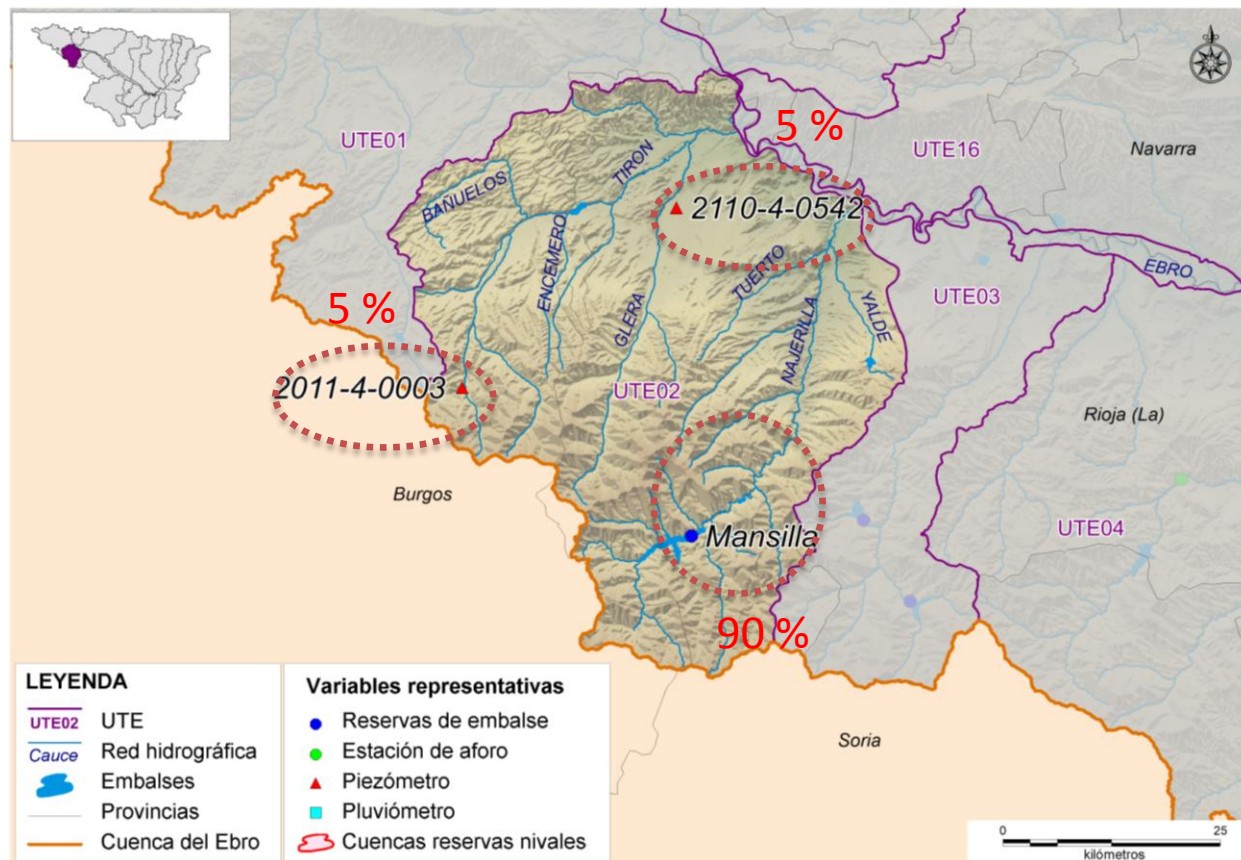 UTE01
5 %
UTE16
Navarra
TIRON
BAÑUELOS
2110-4-0542
ENCEMERO
TUERTO
EBRO
UTE03
5 %
GLERA
NAJERILLA
YALDE
2011-4-0003
UTE02
Rioja (La)
Burgos
UTE04
Mansilla
90 %
Soria
LEYENDA
UTE02 UTE
Cauce Red hidrográfica
Embalses
Provincias
Cuenca del Ebro
Variables representativas
Reservas de embalse
Estación de aforo
Piezómetro
Pluviómetro
Cuencas reservas nivales
0 25
kilómetros